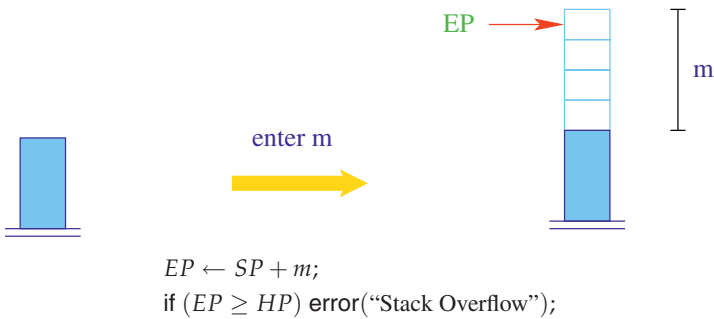 EP
m
enter m
EP ← SP + m;
if (EP ≥ HP) error(“Stack Overflow”);